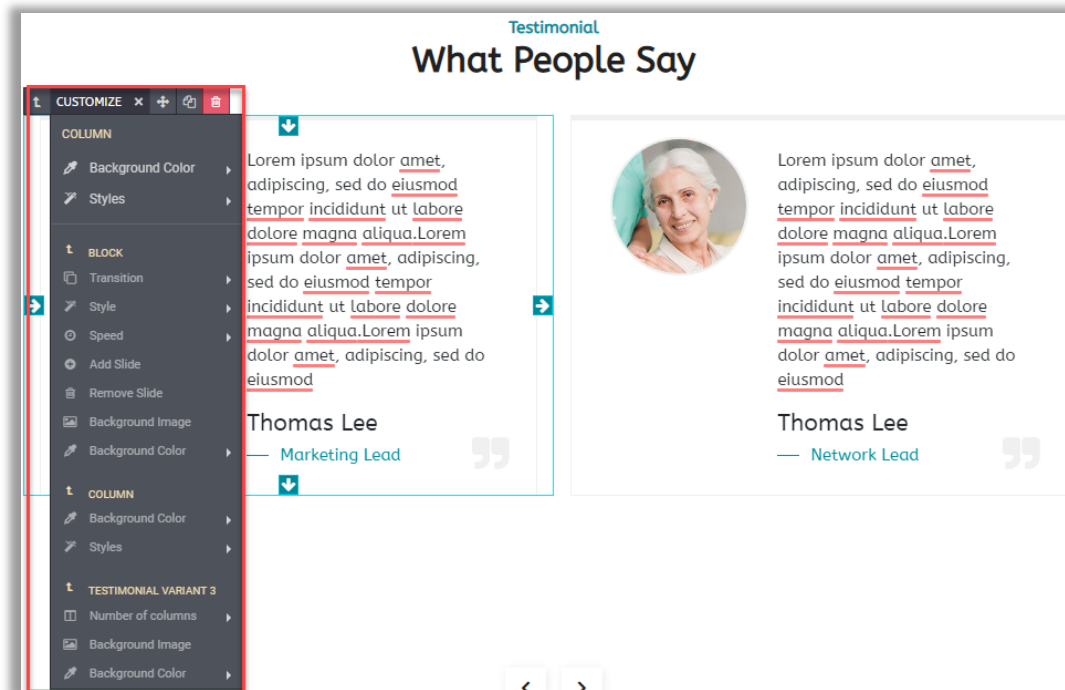 Testimonial
What People Say
CUSTOMIZE
COLUMN
Background Color
Styles
BLOCK
Transition
Style
Speed
Add Slide
Remove Slide
Background Image
Background Color
COLUMN
Background Color
Styles
TESTIMONIAL VARIANT 3
Number of columns
Background Image
Background Color
Lorem ipsum dolor amet,
adipiscing, sed do eiusmod
tempor incididunt ut labore
dolore magna aliqua.Lorem
ipsum dolor amet, adipiscing,
sed do eiusmod tempor
incididunt ut labore dolore
magna aliqua.Lorem ipsum
dolor amet, adipiscing, sed do
eiusmod
Thomas Lee
Marketing Lead
Lorem ipsum dolor amet,
adipiscing, sed do eiusmod
tempor incididunt ut labore
dolore magna aliqua.Lorem
ipsum dolor amet, adipiscing,
sed do eiusmod tempor
incididunt ut labore dolore
magna aliqua.Lorem ipsum
dolor amet, adipiscing, sed do
eiusmod
Thomas Lee
Network Lead